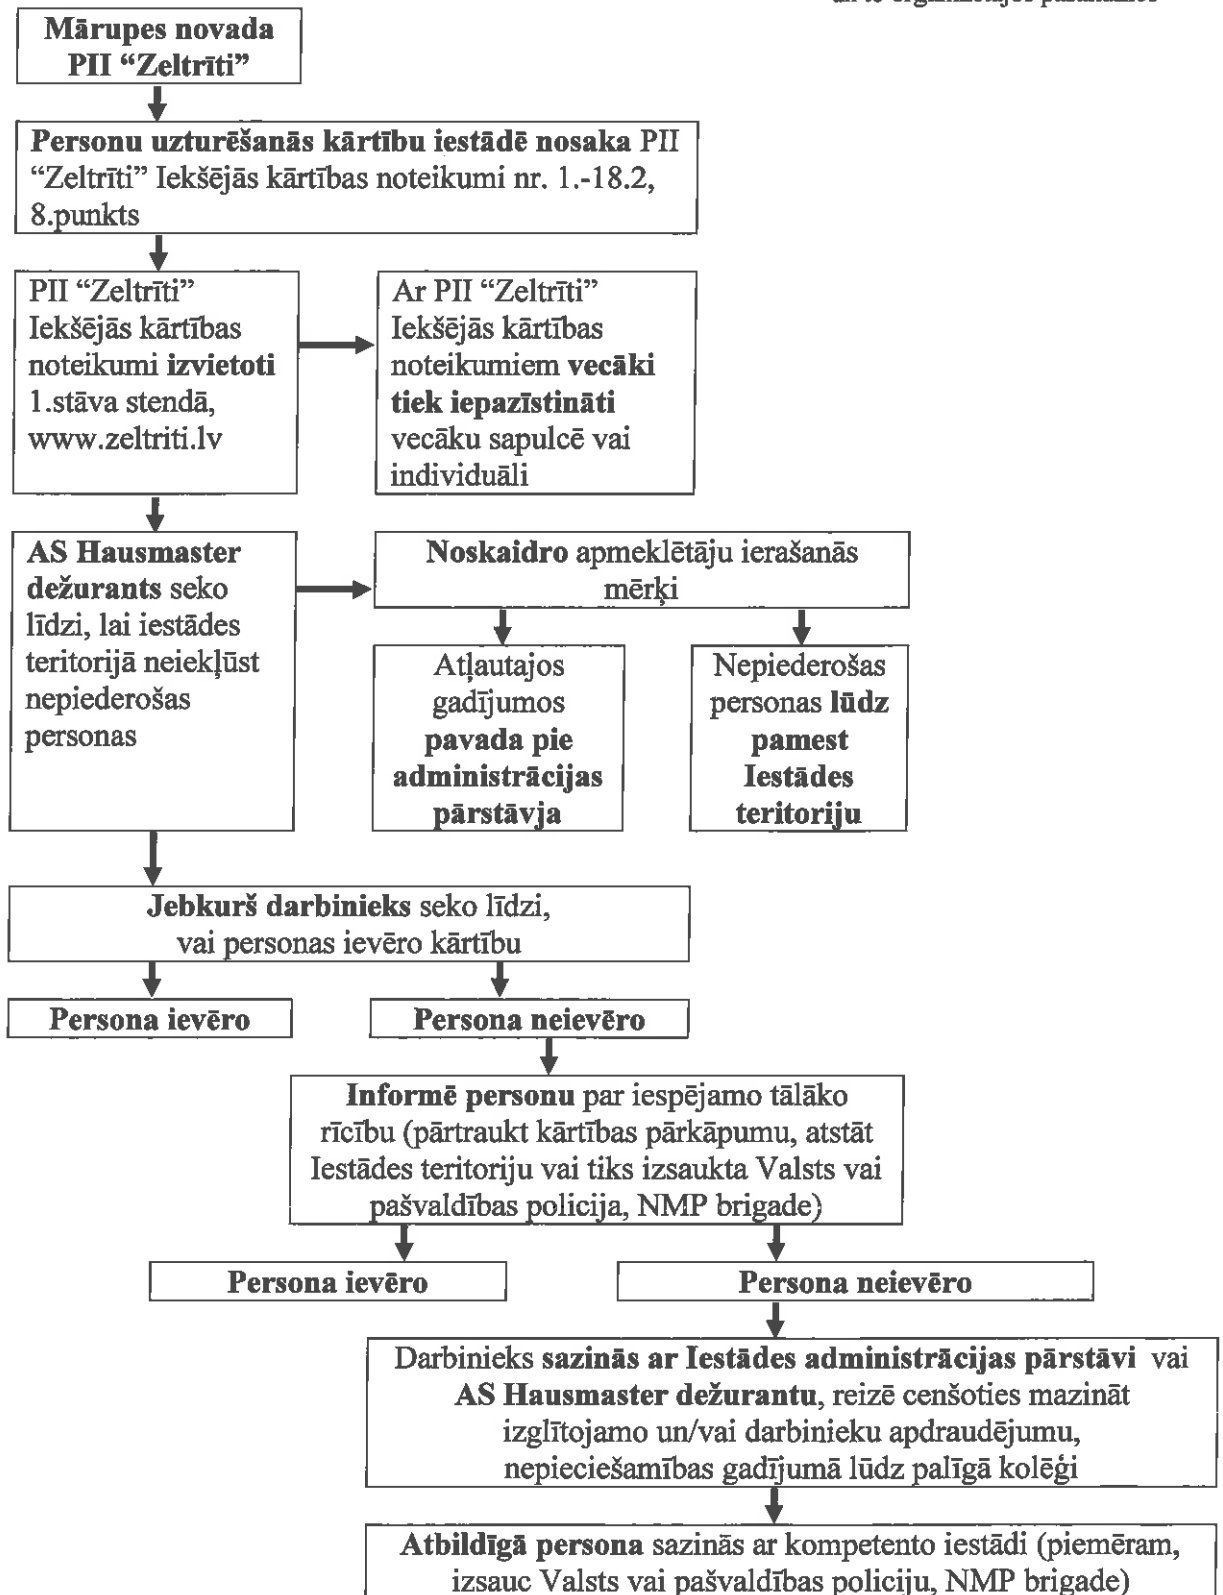 Mārupes novada
PII “Zeltrīti”
Personu uzturēšanās kārtību iestādē nosaka PII
“Zeltrīti” Iekšējās kārtības noteikumi nr. 1.-18.2,
8.punkts
PII “Zeltrīti”
Iekšējās kārtības
noteikumi izvietoti
1.stāva stendā,
www.zeltriti.lv
Ar PII “Zeltrīti”
Iekšējās kārtības
noteikumiem vecāki
tiek iepazīstināti
vecāku sapulcē vai
individuāli
AS Hausmaster
dežurants seko
līdzi, lai iestādes
teritorijā neiekļūst
nepiederošas
personas
Noskaidro apmeklētāju ierašanās
mērķi
Atļautajos
gadījumos
pavada pie
administrācijas
pārstāvja
Nepiederošas
personas lūdz
pamest
Iestādes
teritoriju
Jebkurš darbinieks seko līdzi,
vai personas ievēro kārtību
Persona ievēro
Persona neievēro
Informē personu par iespējamo tālāko
rīcību (pārtraukt kārtības pārkāpumu, atstāt
Iestādes teritoriju vai tiks izsaukta Valsts vai
pašvaldības policija, NMP brigade)
Persona ievēro
Persona neievēro
Darbinieks sazinās ar Iestādes administrācijas pārstāvi vai
AS Hausmaster dežurantu, reizē cenšoties mazināt
izglītojamo un/vai darbinieku apdraudējumu,
nepieciešamības gadījumā lūdz palīgā kolēģi
Atbildīgā persona sazinās ar kompetento iestādi (piemēram,
izsauc Valsts vai pašvaldības policiju, NMP brigade)